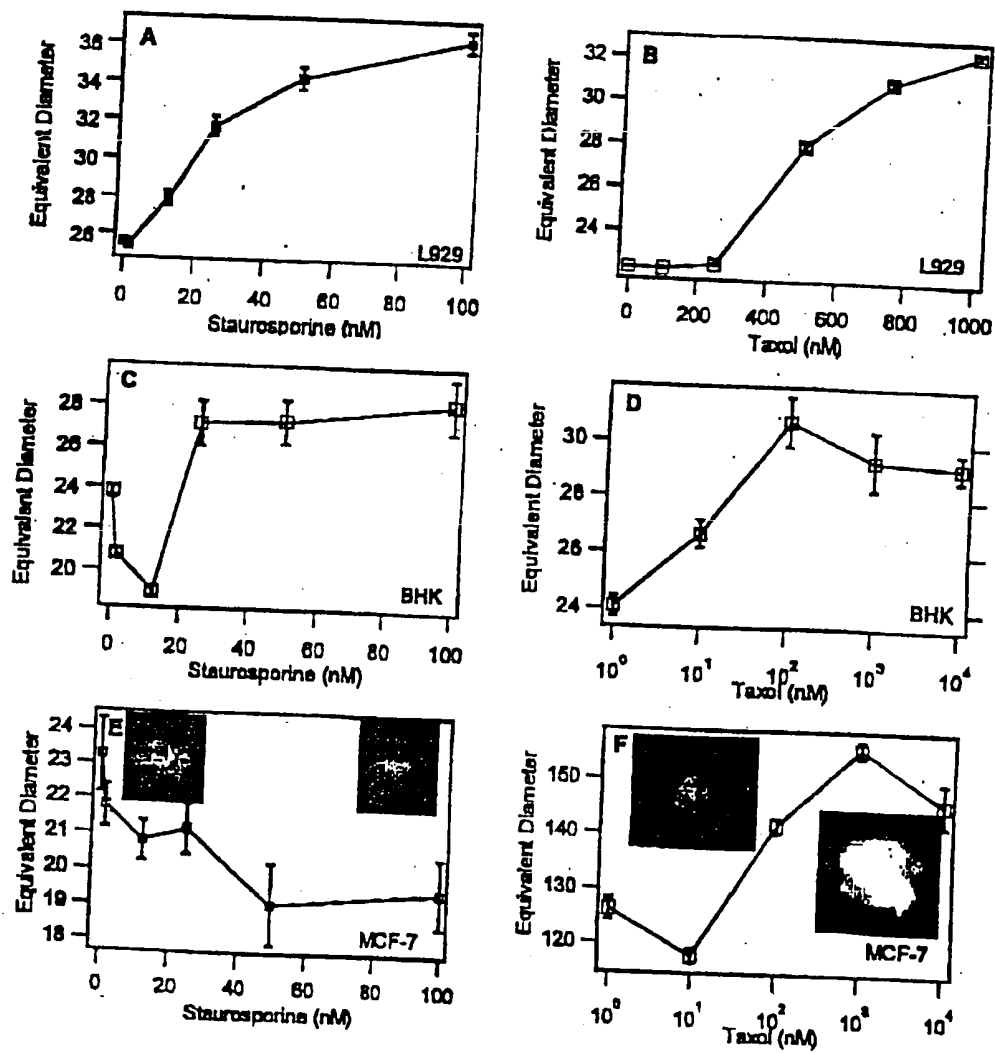 A
Equivalent Diameter
36
34
32
30
28
26
L929
0 20 40 60 80 100
Staurosporine (nM)
B
Equivalent Diameter
32
30
28
26
24
L929
0 200 400 600 800 1000
Taxol (nM)
C
Equivalent Diameter
28
26
24
22
20
BHK
0 20 40 60 80 100
Staurosporine (nM)
D
Equivalent Diameter
30
28
26
24
BHK
10⁰ 10¹ 10² 10³ 10⁴
Taxol (nM)
E
Equivalent Diameter
24
23
22
21
20
19
18
MCF-7
0 20 40 60 80 100
Staurosporine (nM)
F
Equivalent Diameter
150
140
130
120
MCF-7
10⁰ 10¹ 10² 10³ 10⁴
Taxol (nM)